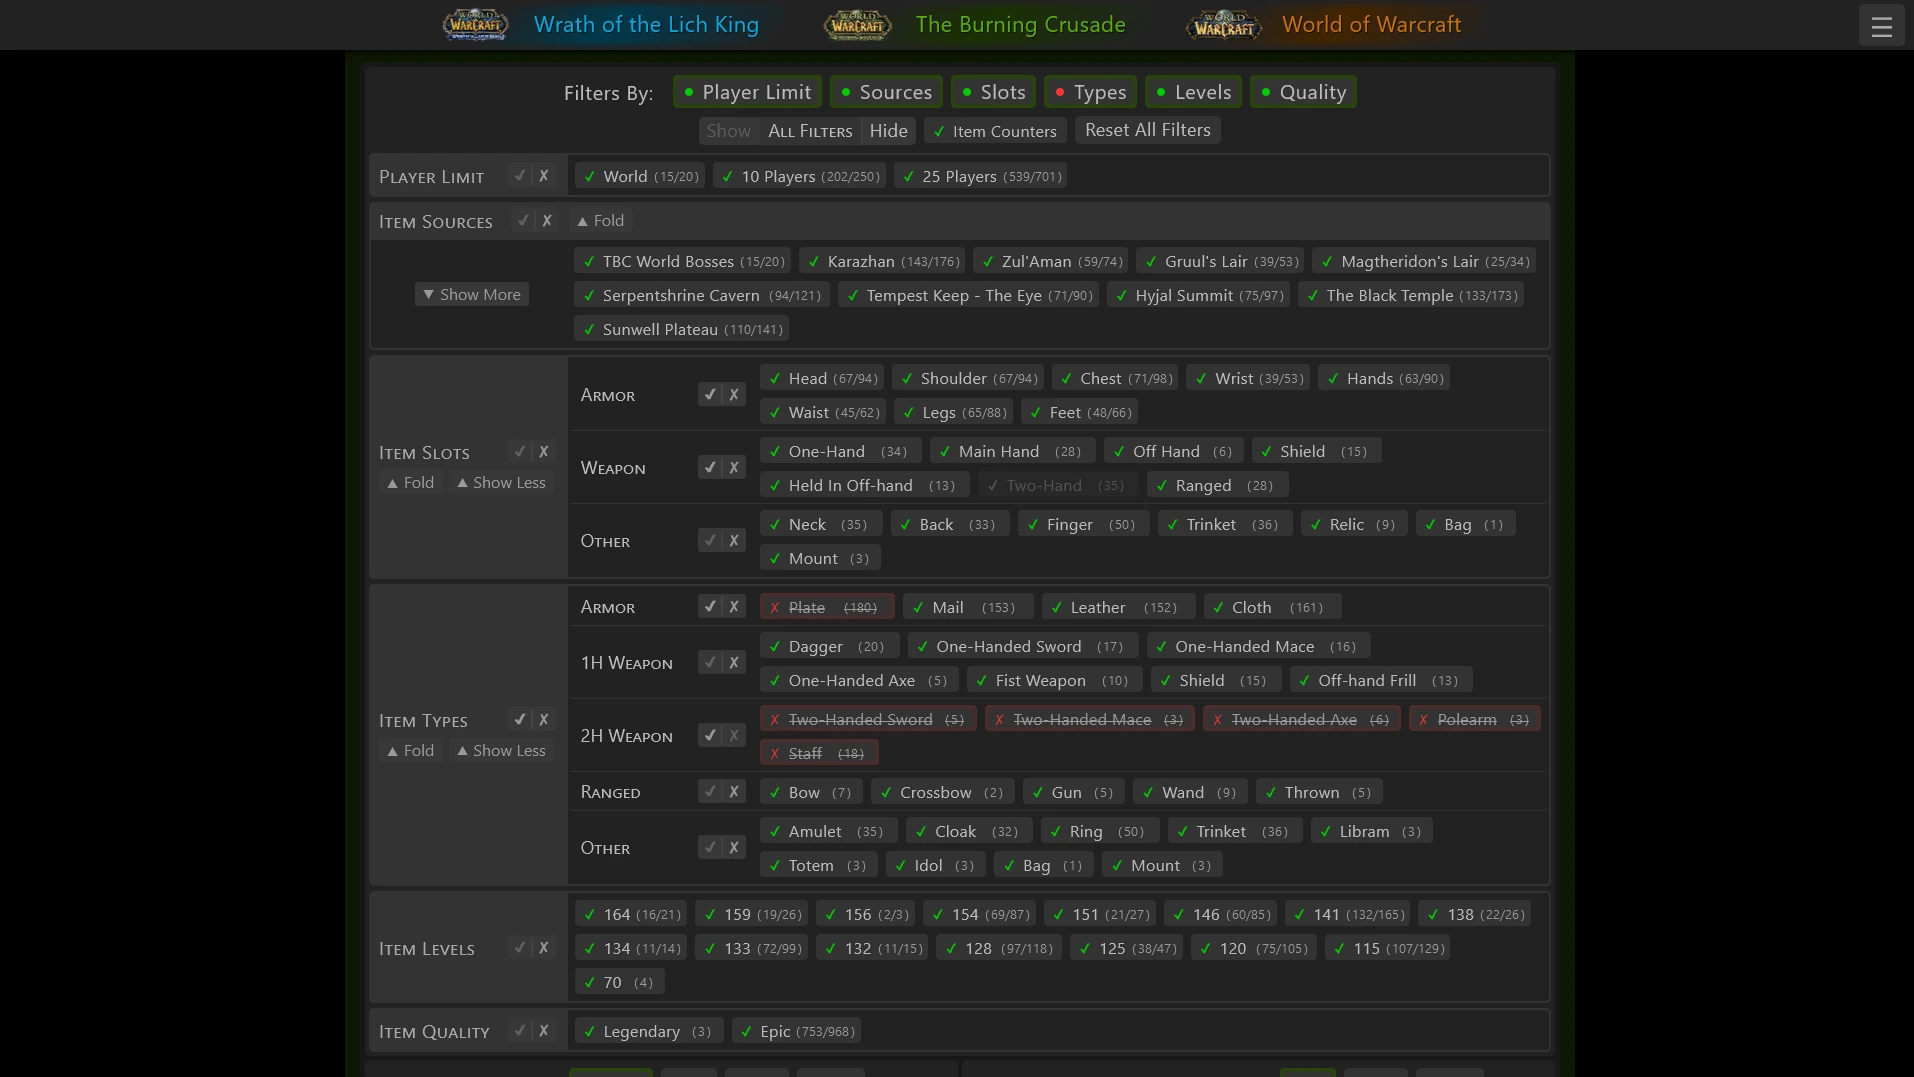 Wrath of the Lich King The Burning Crusade World of Warcraft
Filters By: Player Limit Sources Slots Types Levels Quality
Show ALL FILTERS Hide ✓ Item Counters Reset All Filters
PLAYER LIMIT ✓ ✗ ✓ World (15/20) ✓ 10 Players (202/250) ✓ 25 Players (539/701)
ITEM SOURCES ✓ ✗ ▲ Fold
✓ TBC World Bosses (15/20) ✓ Karazhan (143/176) ✓ Zul'Aman (59/74) ✓ Gruul's Lair (39/53) ✓ Magtheridon's Lair (25/34)
▼ Show More ✓ Serpentshrine Cavern (94/121) ✓ Tempest Keep - The Eye (71/90) ✓ Hyjal Summit (75/97) ✓ The Black Temple (133/173)
✓ Sunwell Plateau (110/141)
ITEM SLOTS ✓ ✗
▲ Fold ▲ Show Less
ARMOR ✓ ✗ ✓ Head (67/94) ✓ Shoulder (67/94) ✓ Chest (71/98) ✓ Wrist (39/53) ✓ Hands (63/90)
✓ Waist (45/62) ✓ Legs (65/88) ✓ Feet (48/66)
WEAPON ✓ ✗ ✓ One-Hand (34) ✓ Main Hand (28) ✓ Off Hand (6) ✓ Shield (15)
✓ Held In Off-hand (13) ✓ Two-Hand (35) ✓ Ranged (28)
OTHER ✓ ✗ ✓ Neck (35) ✓ Back (33) ✓ Finger (50) ✓ Trinket (36) ✓ Relic (9) ✓ Bag (1)
✓ Mount (3)
ITEM TYPES ✓ ✗
▲ Fold ▲ Show Less
ARMOR ✓ ✗ ✗ Plate (180) ✓ Mail (153) ✓ Leather (152) ✓ Cloth (161)
1H WEAPON ✓ ✗ ✓ Dagger (20) ✓ One-Handed Sword (17) ✓ One-Handed Mace (16)
✓ One-Handed Axe (5) ✓ Fist Weapon (10) ✓ Shield (15) ✓ Off-hand Frill (13)
2H WEAPON ✓ ✗ ✗ Two-Handed Sword (5) ✗ Two-Handed Mace (3) ✗ Two-Handed Axe (6) ✗ Polearm (3)
✗ Staff (18)
RANGED ✓ ✗ ✓ Bow (7) ✓ Crossbow (2) ✓ Gun (5) ✓ Wand (9) ✓ Thrown (5)
OTHER ✓ ✗ ✓ Amulet (35) ✓ Cloak (32) ✓ Ring (50) ✓ Trinket (36) ✓ Libram (3)
✓ Totem (3) ✓ Idol (3) ✓ Bag (1) ✓ Mount (3)
ITEM LEVELS ✓ ✗ ✓ 164 (16/21) ✓ 159 (19/26) ✓ 156 (2/3) ✓ 154 (69/87) ✓ 151 (21/27) ✓ 146 (60/85) ✓ 141 (132/165) ✓ 138 (22/26)
✓ 134 (11/14) ✓ 133 (72/99) ✓ 132 (11/15) ✓ 128 (97/118) ✓ 125 (38/47) ✓ 120 (75/105) ✓ 115 (107/129)
✓ 70 (4)
ITEM QUALITY ✓ ✗ ✓ Legendary (3) ✓ Epic (753/968)